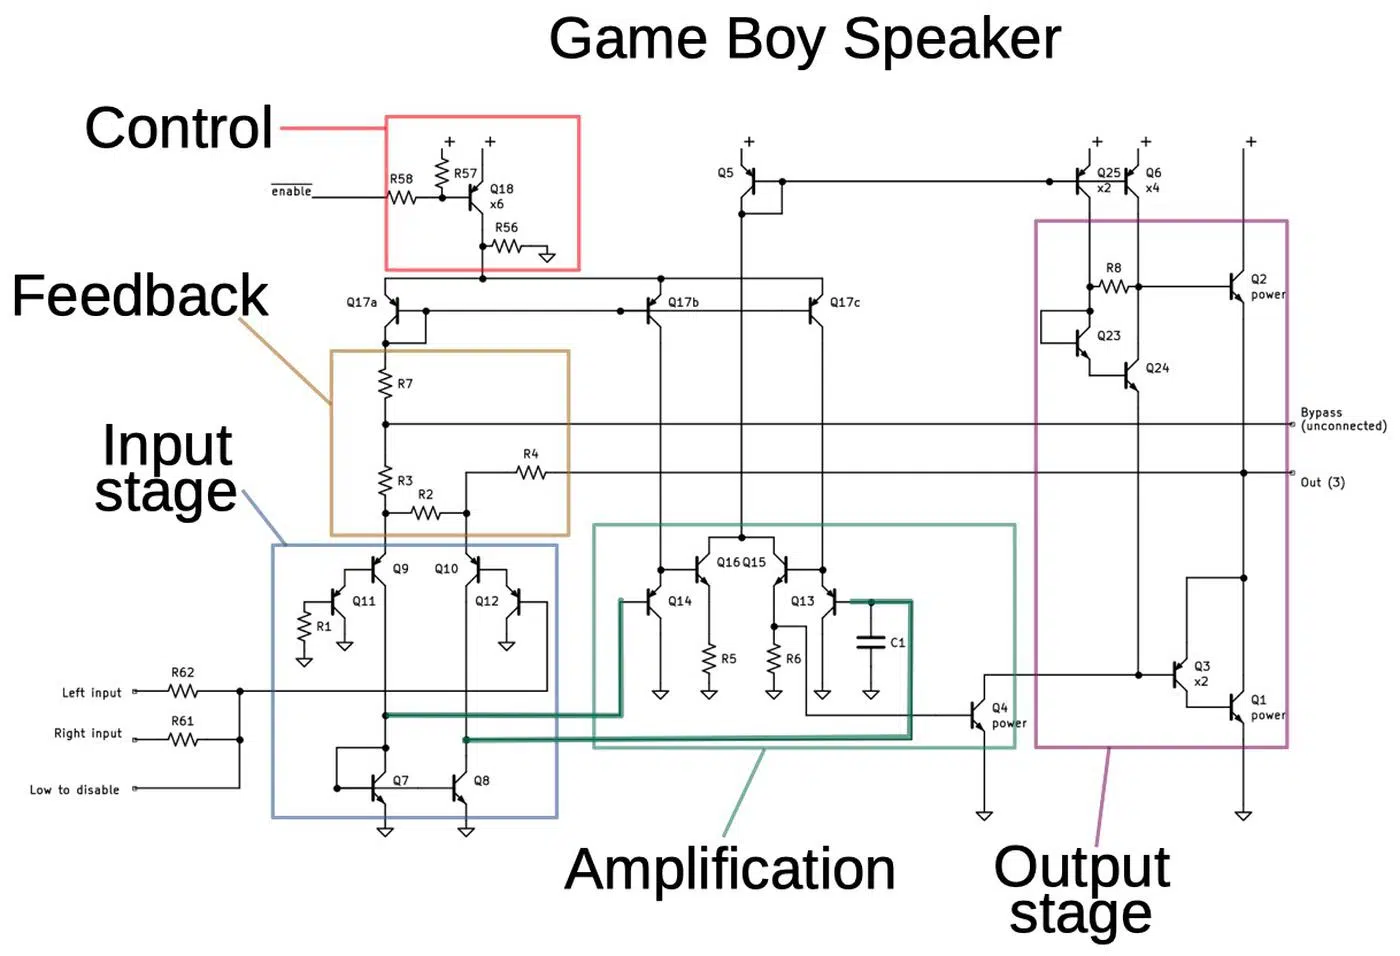 Game Boy Speaker
Control
+ +
R58
R57
enable
Q18
x6
R56
+
Q5
+ +
Q25
x2
Q6
x4
+
Feedback
Q17a
Q17b
Q17c
R8
Q2
power
Q23
Q24
R7
Bypass
(unconnected)
R4
R3
R2
Out (3)
Input
stage
Q9
Q10
Q11
Q12
R1
Q16
Q15
Q14
Q13
R5
R6
C1
Q3
x2
R62
Left input
R61
Right input
Low to disable
Q4
power
Q1
power
Q7
Q8
Amplification
Output
stage